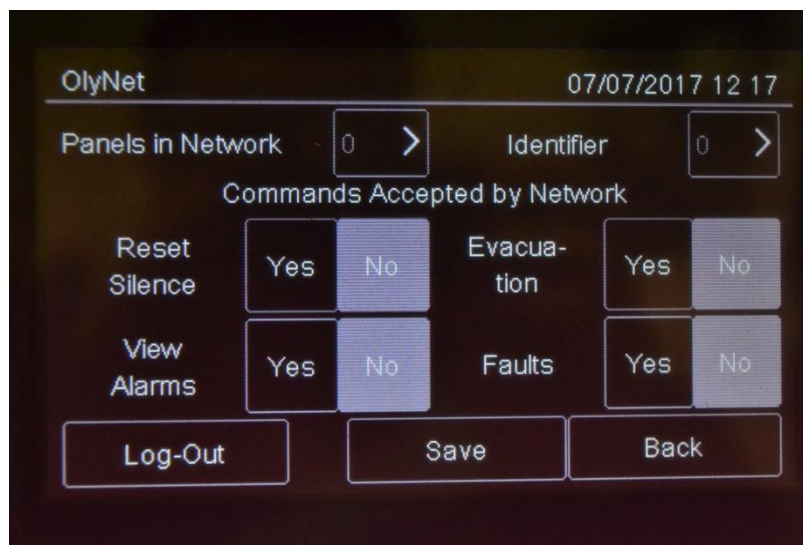 OlyNet 07/07/2017 12 17
Panels in Network 0 > Identifier 0 >
Commands Accepted by Network
Reset Silence Yes No Evacua-tion Yes No
View Alarms Yes No Faults Yes No
Log-Out Save Back